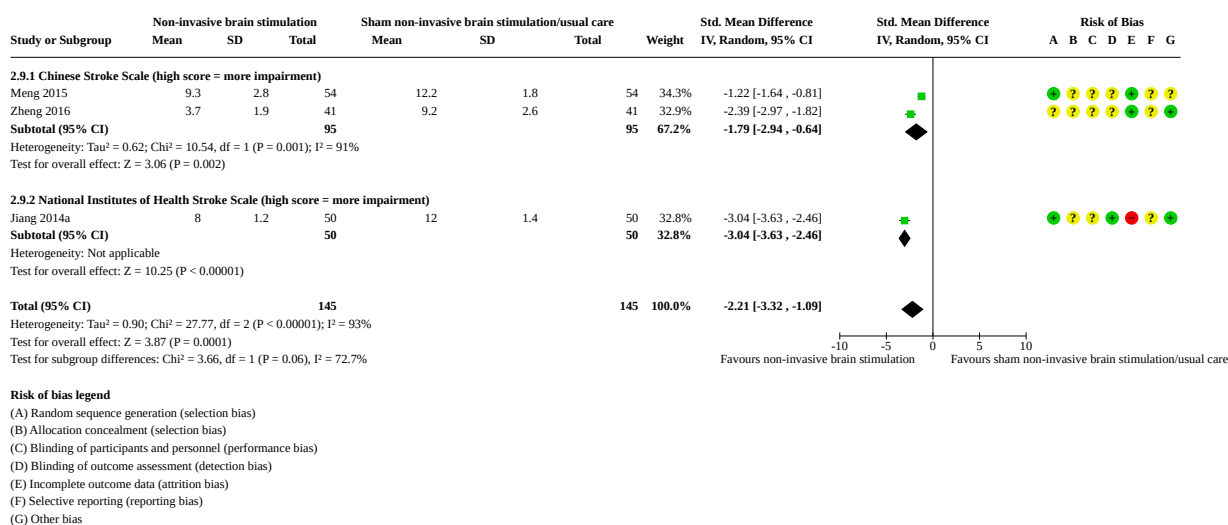 Non-invasive brain stimulation Sham non-invasive brain stimulation/usual care Std. Mean Difference Std. Mean Difference Risk of Bias
Study or Subgroup Mean SD Total Mean SD Total Weight IV, Random, 95% CI IV, Random, 95% CI A B C D E F G
2.9.1 Chinese Stroke Scale (high score = more impairment)
Meng 2015 9.3 2.8 54 12.2 1.8 54 34.3% -1.22 [-1.64 , -0.81] + ? ? ? + ? ?
Zheng 2016 3.7 1.9 41 9.2 2.6 41 32.9% -2.39 [-2.97 , -1.82] ? ? ? ? + ? +
Subtotal (95% CI) 95 95 67.2% -1.79 [-2.94 , -0.64]
Heterogeneity: Tau² = 0.62; Chi² = 10.54, df = 1 (P = 0.001); I² = 91%
Test for overall effect: Z = 3.06 (P = 0.002)
2.9.2 National Institutes of Health Stroke Scale (high score = more impairment)
Jiang 2014a 8 1.2 50 12 1.4 50 32.8% -3.04 [-3.63 , -2.46] + ? ? + − ? +
Subtotal (95% CI) 50 50 32.8% -3.04 [-3.63 , -2.46]
Heterogeneity: Not applicable
Test for overall effect: Z = 10.25 (P < 0.00001)
Total (95% CI) 145 145 100.0% -2.21 [-3.32 , -1.09]
Heterogeneity: Tau² = 0.90; Chi² = 27.77, df = 2 (P < 0.00001); I² = 93%
Test for overall effect: Z = 3.87 (P = 0.0001)
-10 -5 0 5 10
Test for subgroup differences: Chi² = 3.66, df = 1 (P = 0.06), I² = 72.7% Favours non-invasive brain stimulation Favours sham non-invasive brain stimulation/usual care
Risk of bias legend
(A) Random sequence generation (selection bias)
(B) Allocation concealment (selection bias)
(C) Blinding of participants and personnel (performance bias)
(D) Blinding of outcome assessment (detection bias)
(E) Incomplete outcome data (attrition bias)
(F) Selective reporting (reporting bias)
(G) Other bias